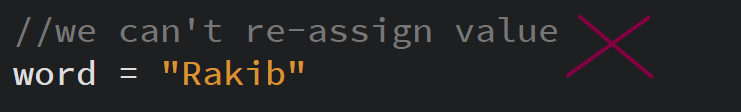 //we can't re-assign value
word = "Rakib"